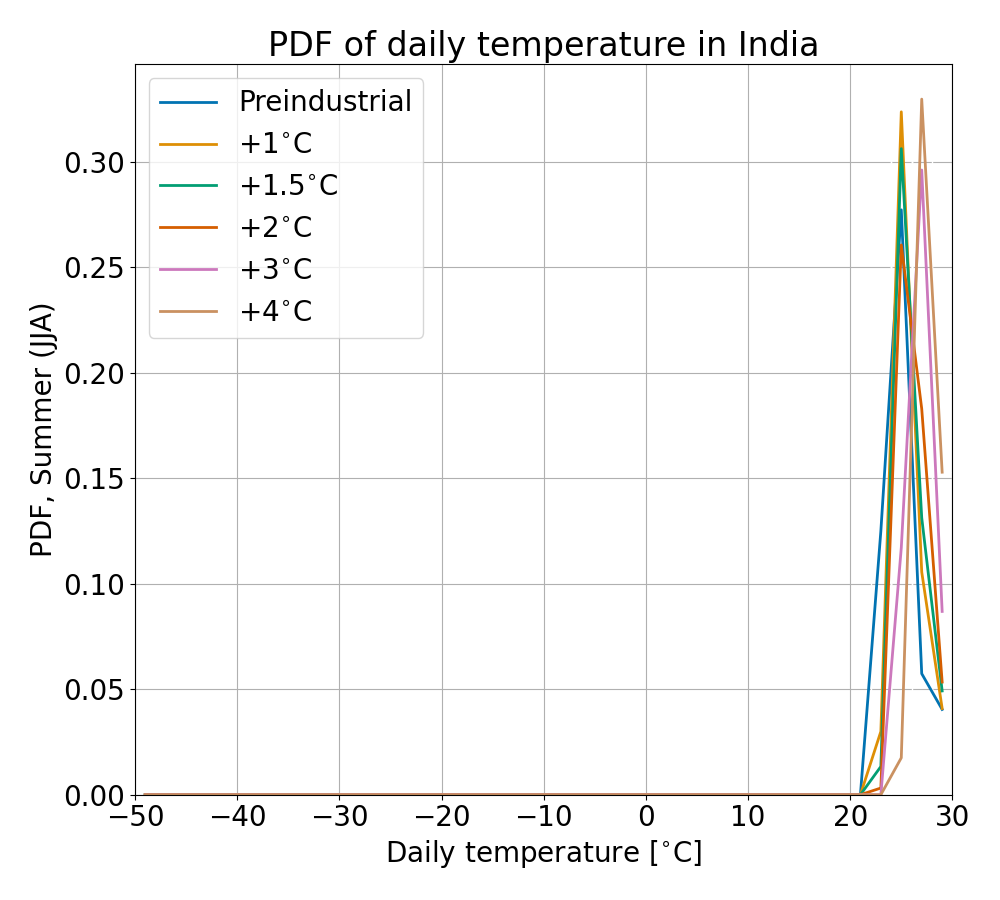 PDF of daily temperature in India
Preindustrial
+1°C
+1.5°C
+2°C
+3°C
+4°C
PDF, Summer (JJA)
0.30
0.25
0.20
0.15
0.10
0.05
0.00
−50 −40 −30 −20 −10 0 10 20 30
Daily temperature [°C]